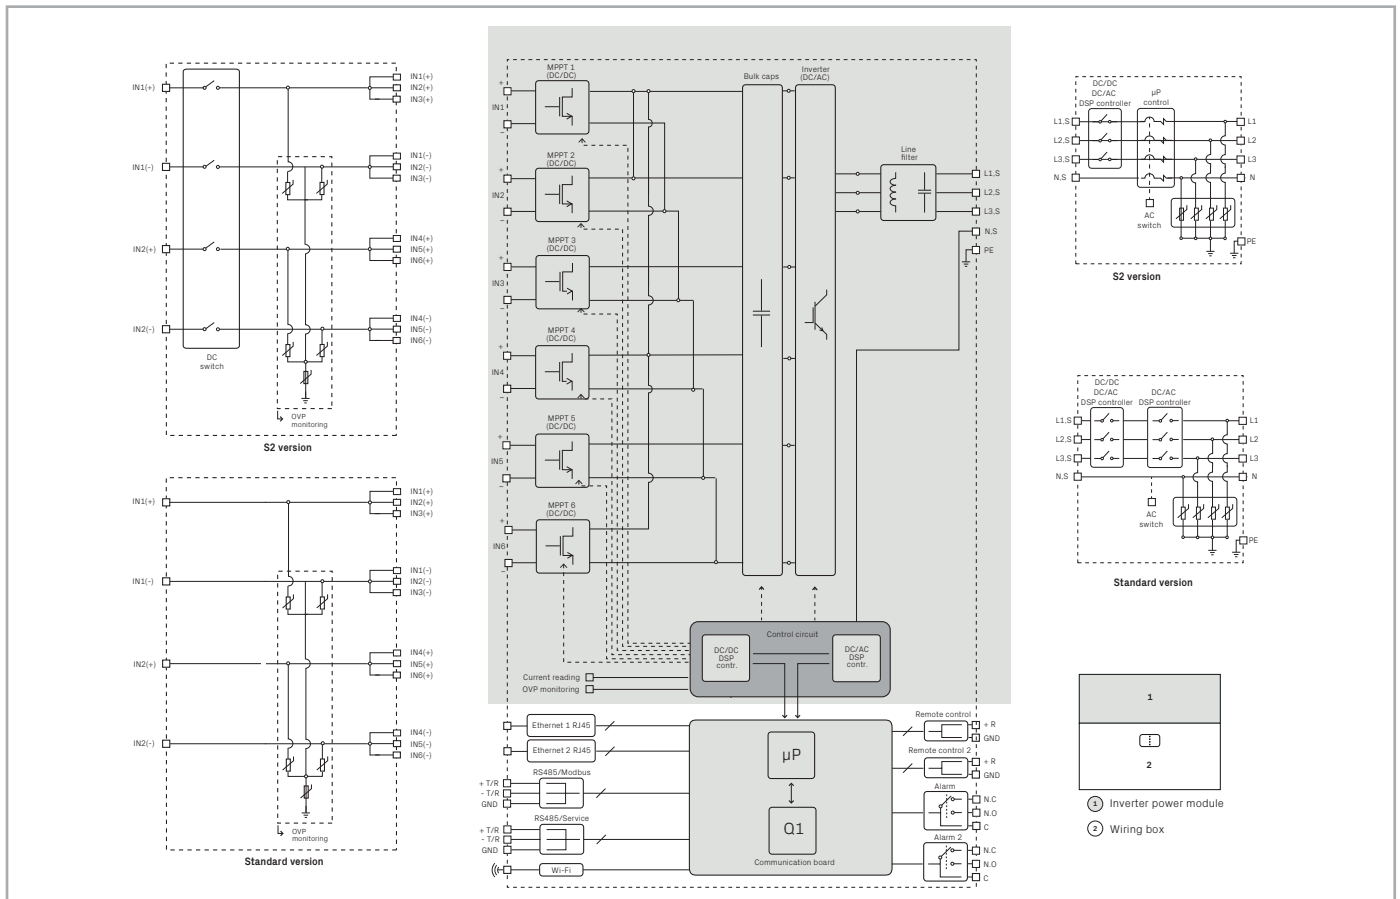 IN1(+)
IN1(+)
IN2(+)
IN3(+)
IN1(-)
IN1(-)
IN2(-)
IN3(-)
IN2(+)
IN4(+)
IN5(+)
IN6(+)
IN2(-)
IN4(-)
IN5(-)
IN6(-)
DC
switch
OVP
monitoring
S2 version
IN1(+)
IN1(+)
IN2(+)
IN3(+)
IN1(-)
IN1(-)
IN2(-)
IN3(-)
IN2(+)
IN4(+)
IN5(+)
IN6(+)
IN2(-)
IN4(-)
IN5(-)
IN6(-)
OVP
monitoring
Standard version
MPPT 1
(DC/DC)
+
IN1
–
MPPT 2
(DC/DC)
+
IN2
–
MPPT 3
(DC/DC)
+
IN3
–
MPPT 4
(DC/DC)
+
IN4
–
MPPT 5
(DC/DC)
+
IN5
–
MPPT 6
(DC/DC)
+
IN6
–
Bulk caps
Inverter
(DC/AC)
Line
filter
L1,S
L2,S
L3,S
N,S
PE
Control circuit
DC/DC
DSP
contr.
DC/AC
DSP
contr.
Current reading
OVP monitoring
Ethernet 1 RJ45
Ethernet 2 RJ45
RS485/Modbus
+ T/R
- T/R
GND
RS485/Service
+ T/R
- T/R
GND
Wi-Fi
µP
Q1
Communication board
Remote control
+ R
GND
Remote control 2
+ R
GND
Alarm
N.C
N.O
C
Alarm 2
N.C
N.O
C
DC/DC
DC/AC
DSP controller
µP
control
L1,S
L1
L2,S
L2
L3,S
L3
N,S
N
AC
switch
PE
S2 version
DC/DC
DC/AC
DSP controller
DC/AC
DSP controller
L1,S
L1
L2,S
L2
L3,S
L3
N,S
N
AC
switch
PE
Standard version
1
2
1 Inverter power module
2 Wiring box